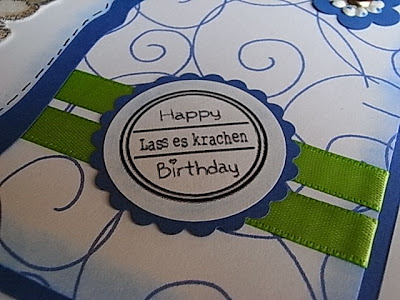 Happy
Lass es krachen
Birthday